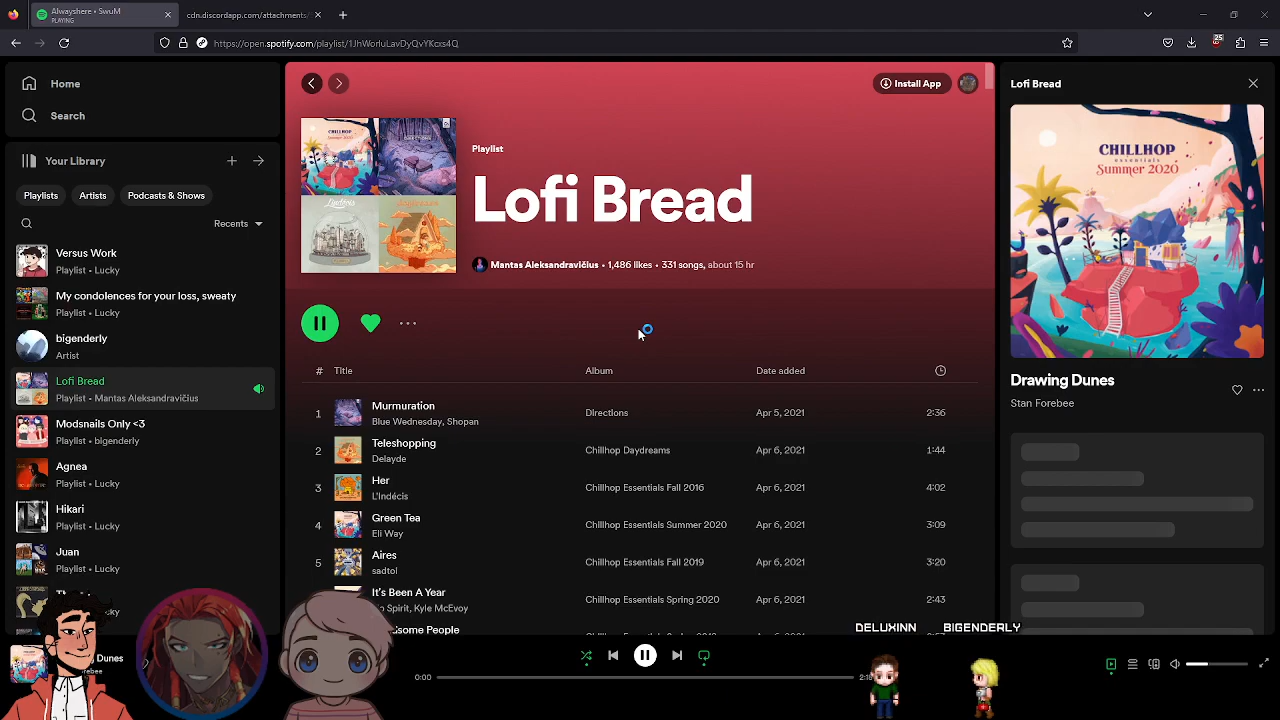 Alwayshere • SwuM
PLAYING
cdn.discordapp.com/attachments/
https://open.spotify.com/playlist/1JhWorluLavDyQvYKcxs4Q
25
Home
Search
Your Library
Playlists
Artists
Podcasts & Shows
Recents
Versus Work
Playlist • Lucky
My condolences for your loss, sweaty
Playlist • Lucky
bigenderly
Artist
Lofi Bread
Playlist • Mantas Aleksandravičius
Modsnails Only <3
Playlist • bigenderly
Agnea
Playlist • Lucky
Hikari
Playlist • Lucky
Juan
Playlist • Lucky
Install App
Playlist
Lofi Bread
Mantas Aleksandravičius • 1,486 likes • 331 songs, about 15 hr
# Title Album Date added
1 Murmuration Directions Apr 5, 2021 2:36
Blue Wednesday, Shopan
2 Teleshopping Chillhop Daydreams Apr 6, 2021 1:44
Delayde
3 Her Chillhop Essentials Fall 2016 Apr 6, 2021 4:02
L'Indécis
4 Green Tea Chillhop Essentials Summer 2020 Apr 6, 2021 3:09
Eli Way
5 Aires Chillhop Essentials Fall 2019 Apr 6, 2021 3:20
sadtol
It's Been A Year Chillhop Essentials Spring 2020 Apr 6, 2021 2:43
Spirit, Kyle McEvoy
some People
DELUXINN
BIGENDERLY
Lofi Bread
CHILLHOP
essentials
Summer 2020
Drawing Dunes
Stan Forebee
Dunes
0:00